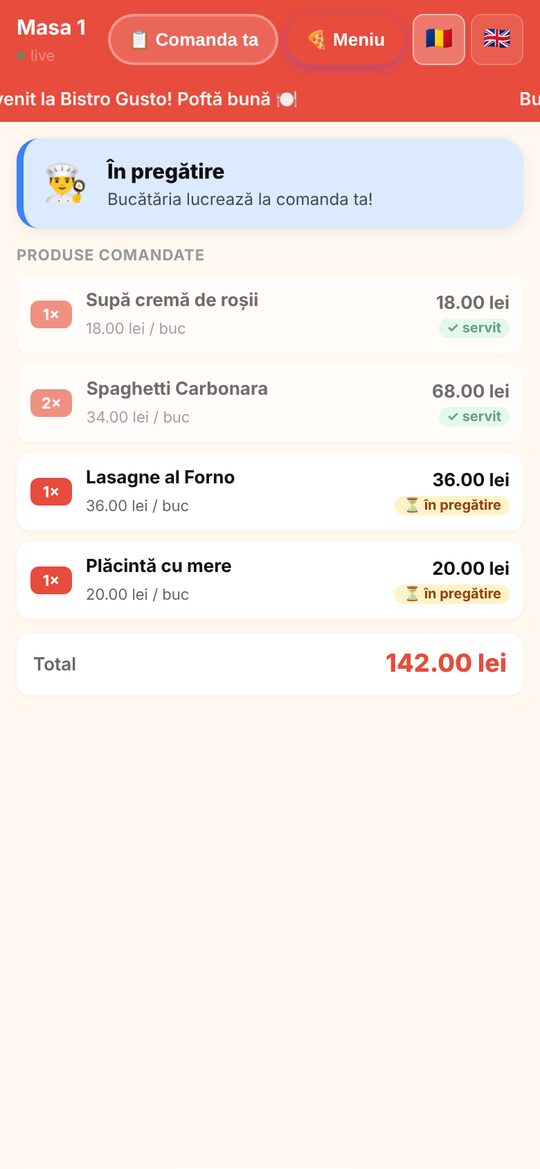 Masa 1
live
📋 Comanda ta
🍕 Meniu
venit la Bistro Gusto! Poftă bună 🍽️
Bu
În pregătire
Bucătăria lucrează la comanda ta!
PRODUSE COMANDATE
1×
Supă cremă de roșii
18.00 lei / buc
18.00 lei
✓ servit
2×
Spaghetti Carbonara
34.00 lei / buc
68.00 lei
✓ servit
1×
Lasagne al Forno
36.00 lei / buc
36.00 lei
⏳ în pregătire
1×
Plăcintă cu mere
20.00 lei / buc
20.00 lei
⏳ în pregătire
Total
142.00 lei